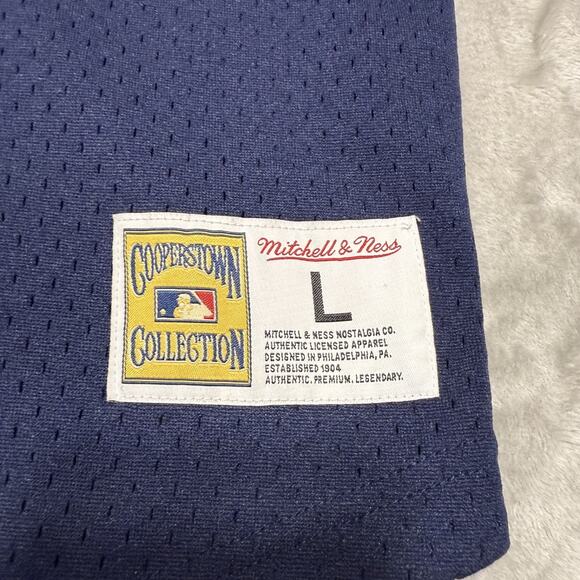 COOPERSTOWN
COLLECTION
Mitchell & Ness
L
MITCHELL & NESS NOSTALGIA CO.
AUTHENTIC LICENSED APPAREL
DESIGNED IN PHILADELPHIA, PA.
ESTABLISHED 1904
AUTHENTIC. PREMIUM. LEGENDARY.